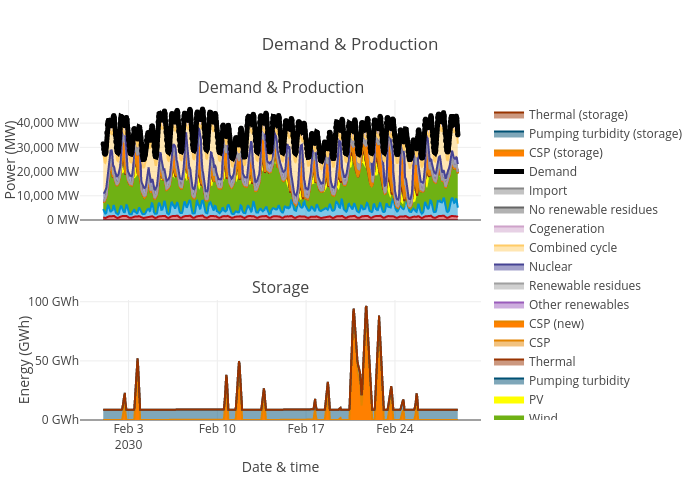 Demand & Production
Demand & Production
Power (MW)
40,000 MW
30,000 MW
20,000 MW
10,000 MW
0 MW
Storage
Energy (GWh)
100 GWh
50 GWh
0 GWh
Feb 3
2030
Feb 10
Feb 17
Feb 24
Date & time
Thermal (storage)
Pumping turbidity (storage)
CSP (storage)
Demand
Import
No renewable residues
Cogeneration
Combined cycle
Nuclear
Renewable residues
Other renewables
CSP (new)
CSP
Thermal
Pumping turbidity
PV
Wind